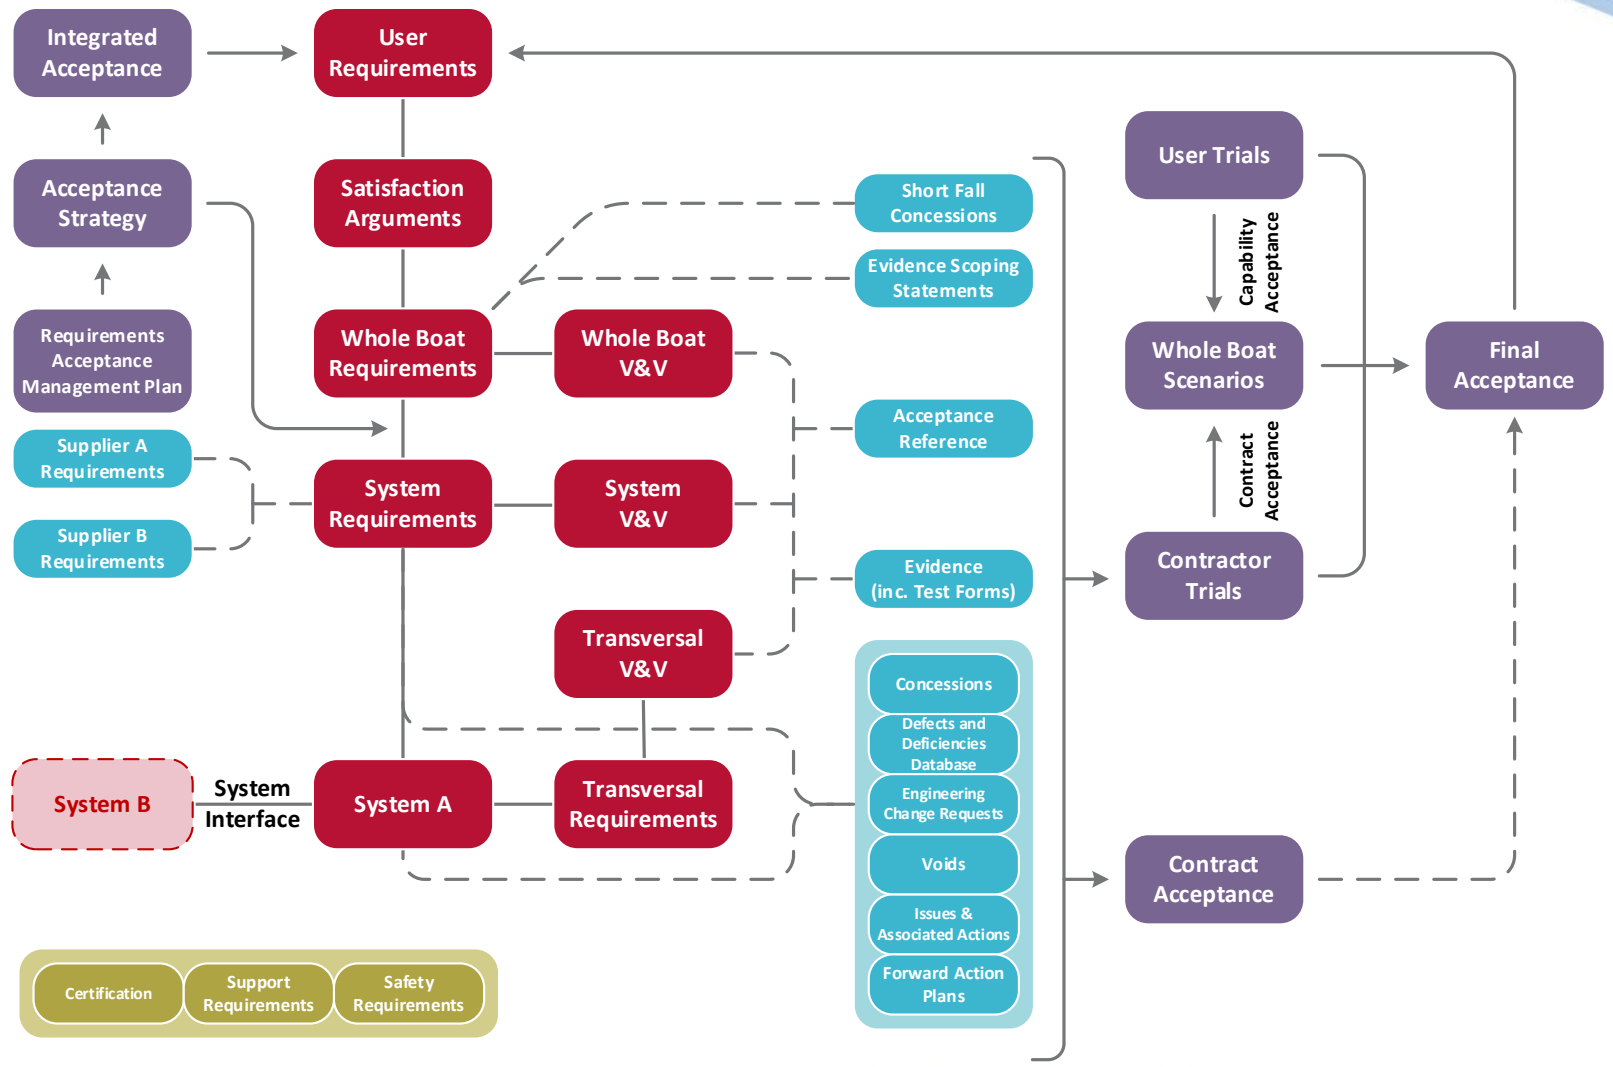 Integrated
Acceptance
User
Requirements
User Trials
Acceptance
Strategy
Satisfaction
Arguments
Short Fall
Concessions
Capability
Acceptance
Evidence Scoping
Statements
Requirements
Acceptance
Management Plan
Whole Boat
Requirements
Whole Boat
V&V
Whole Boat
Scenarios
Final
Acceptance
Acceptance
Reference
Contract
Acceptance
Supplier A
Requirements
System
Requirements
System
V&V
Supplier B
Requirements
Evidence
(inc. Test Forms)
Contractor
Trials
Transversal
V&V
Concessions
Defects and
Deficiencies
Database
System B
System
Interface
System A
Transversal
Requirements
Engineering
Change Requests
Voids
Contract
Acceptance
Issues &
Associated Actions
Forward Action
Plans
Certification
Support
Requirements
Safety
Requirements